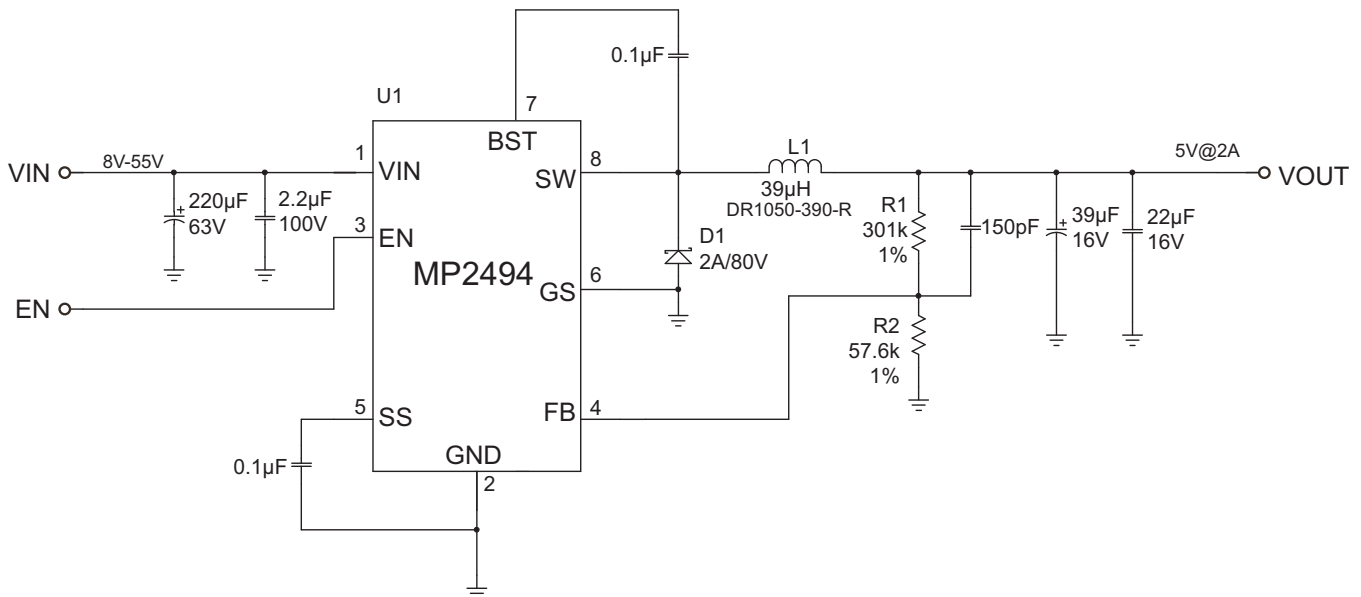 0.1µF
U1
7
BST
VIN
8V-55V
1
VIN
8
SW
L1
39µH
DR1050-390-R
5V@2A
VOUT
220µF
63V
+
2.2µF
100V
3
EN
MP2494
D1
2A/80V
6
GS
R1
301k
1%
150pF
39µF
16V
+
22µF
16V
EN
R2
57.6k
1%
5
SS
FB
4
0.1µF
GND
2